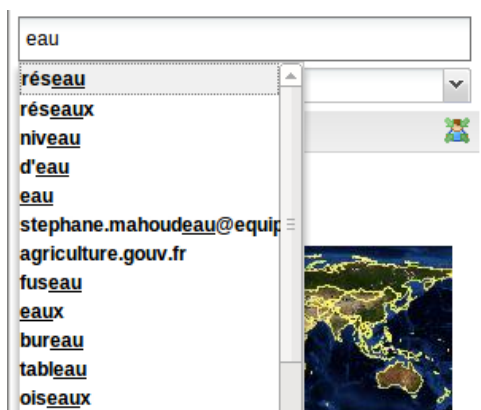 eau
réseau
réseaux
niveau
d'eau
eau
stephane.mahoudeau@equip
agriculture.gouv.fr
fuseau
eaux
bureau
tableau
oiseaux